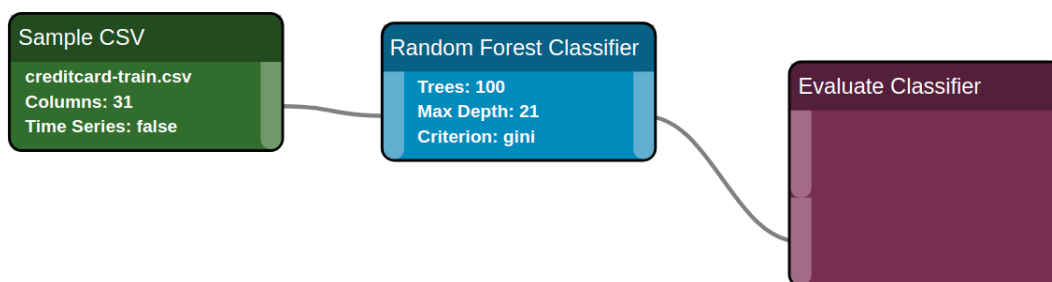 Sample CSV
creditcard-train.csv
Columns: 31
Time Series: false
Random Forest Classifier
Trees: 100
Max Depth: 21
Criterion: gini
Evaluate Classifier